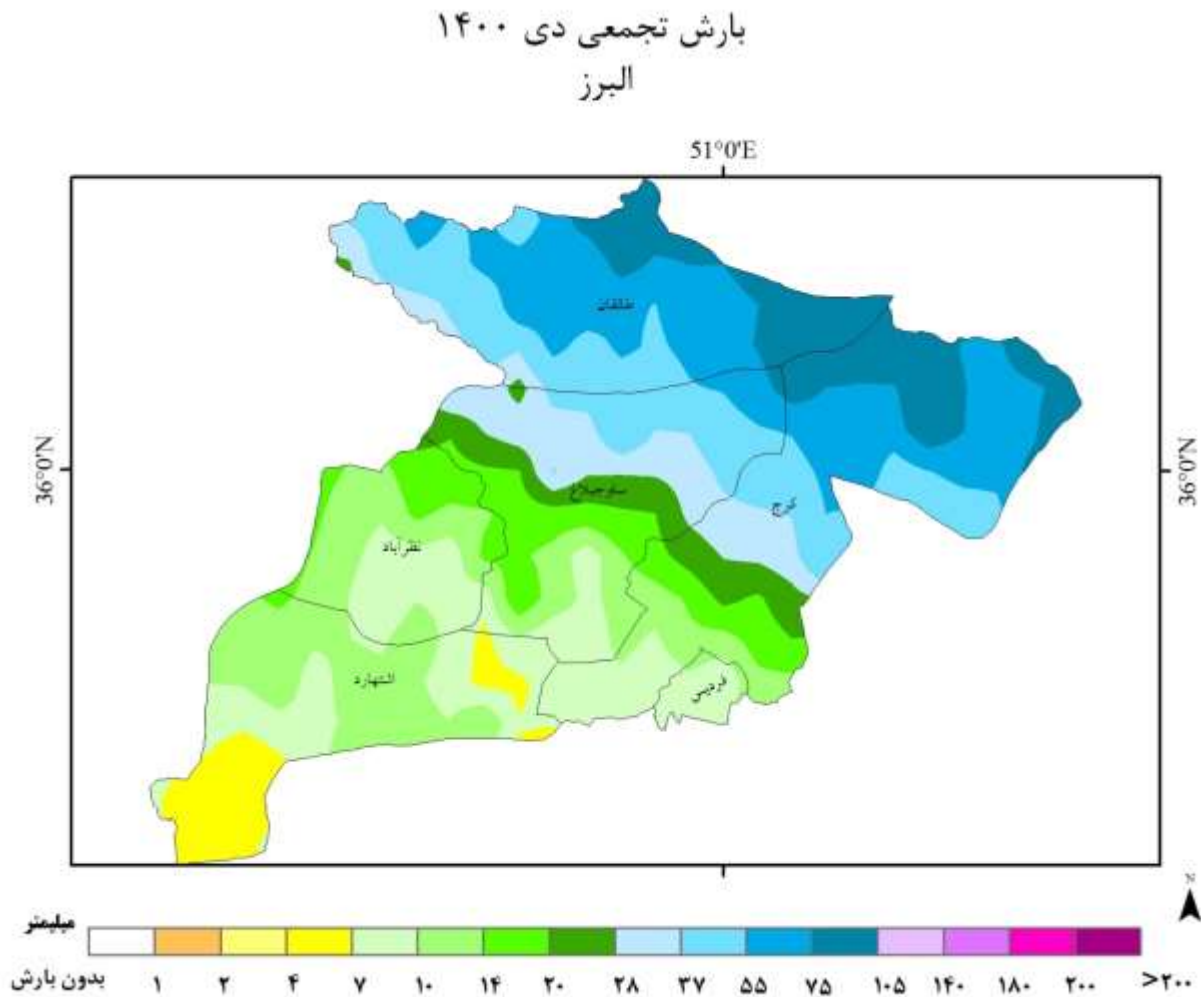 بارش تجمعی دی ۱۴۰۰
البرز
51°0'E
36°0'N
36°0'N
طالقان
ساوجبلاغ
کرج
نظرآباد
اشتهارد
فردیس
N
میلیمتر
بدون بارش ۱ ۲ ۴ ۷ ۱۰ ۱۴ ۲۰ ۲۸ ۳۷ ۵۵ ۷۵ ۱۰۵ ۱۴۰ ۱۸۰ ۲۰۰ >۲۰۰